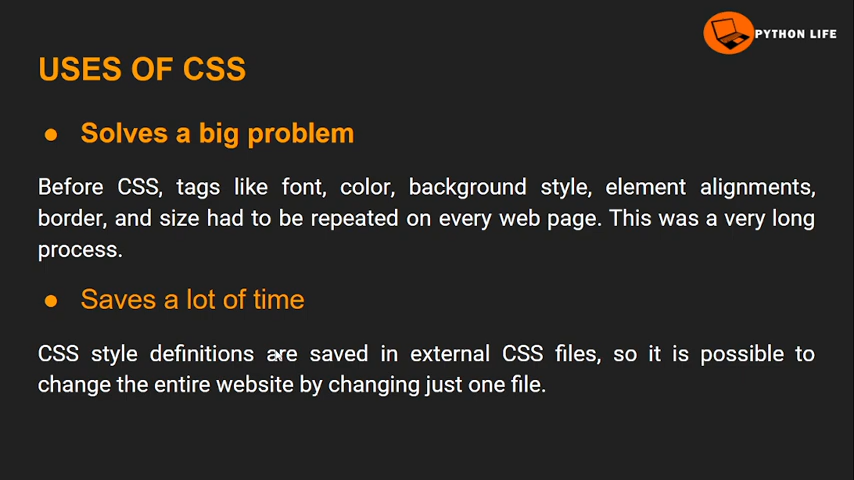 PYTHON LIFE
USES OF CSS
● Solves a big problem
Before CSS, tags like font, color, background style, element alignments,
border, and size had to be repeated on every web page. This was a very long
process.
● Saves a lot of time
CSS style definitions are saved in external CSS files, so it is possible to
change the entire website by changing just one file.